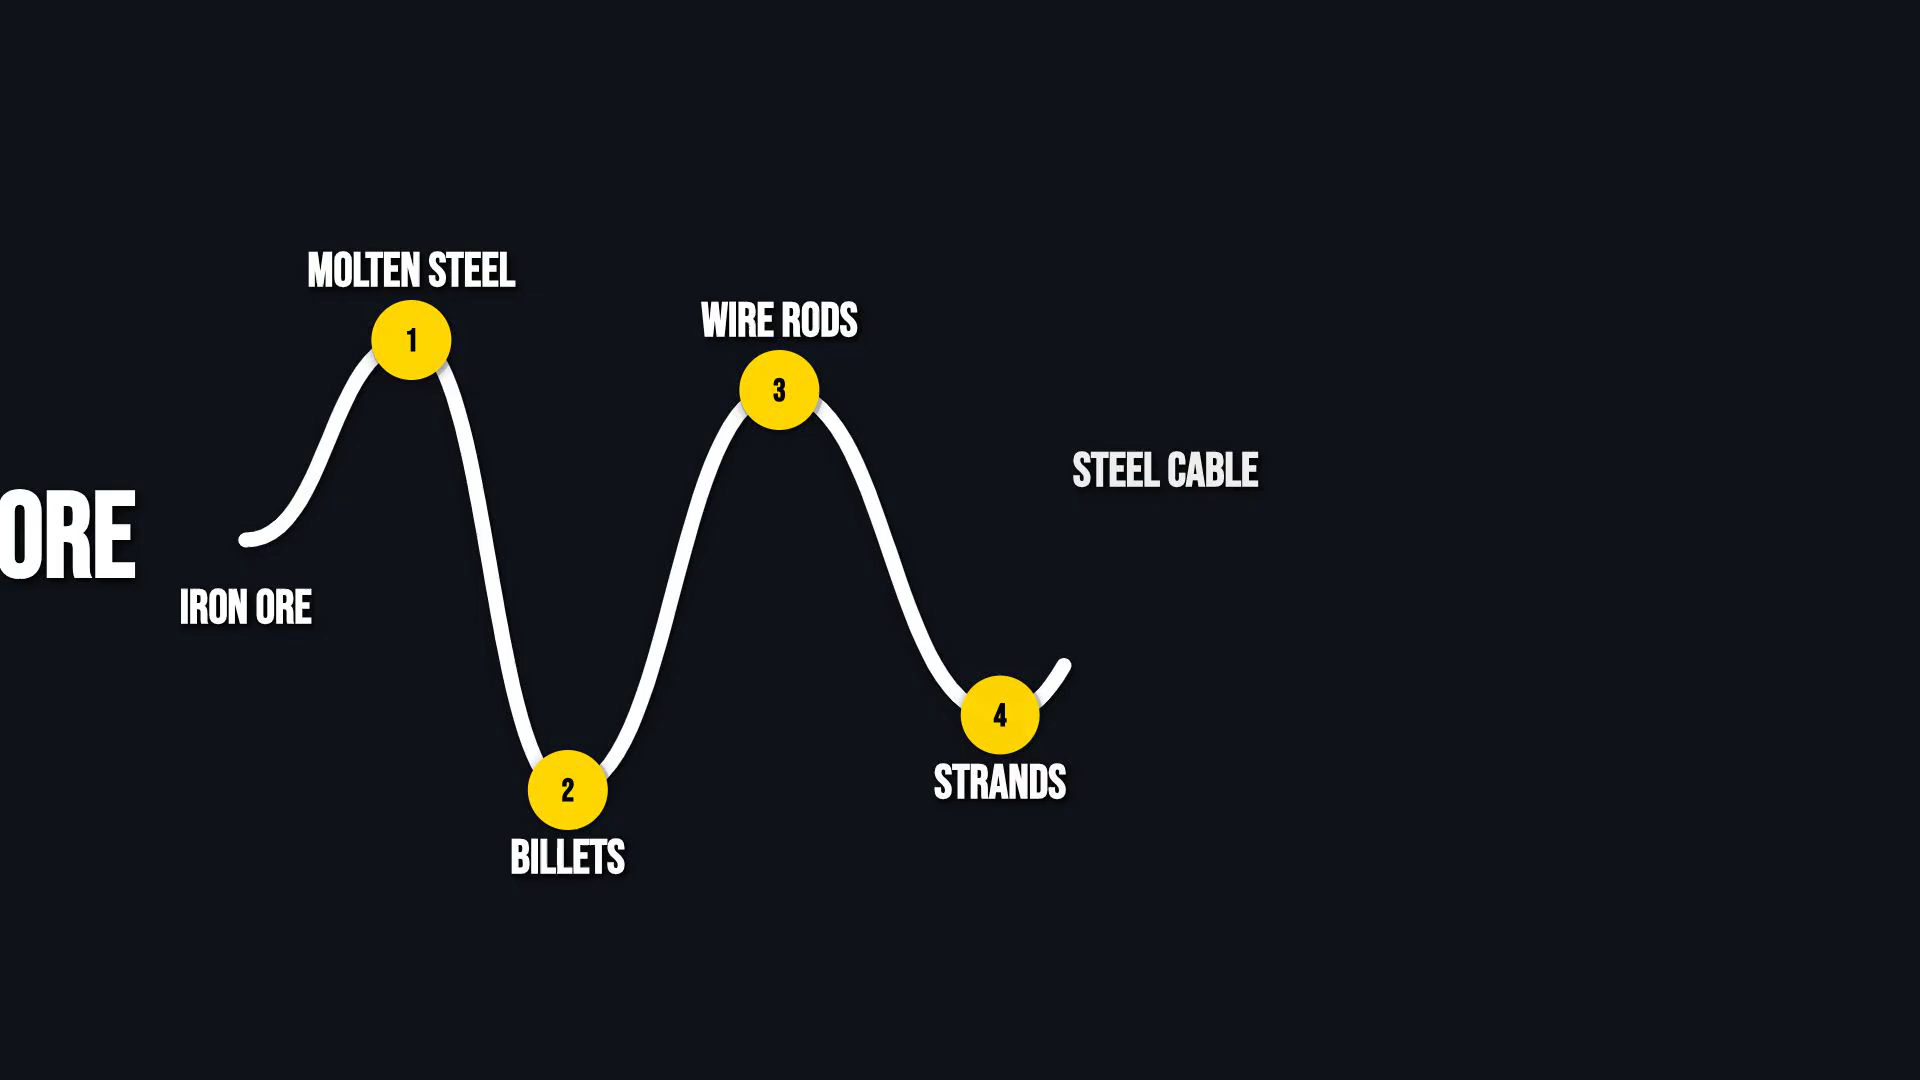 ORE
IRON ORE
MOLTEN STEEL
1
2
BILLETS
WIRE RODS
3
4
STRANDS
STEEL CABLE